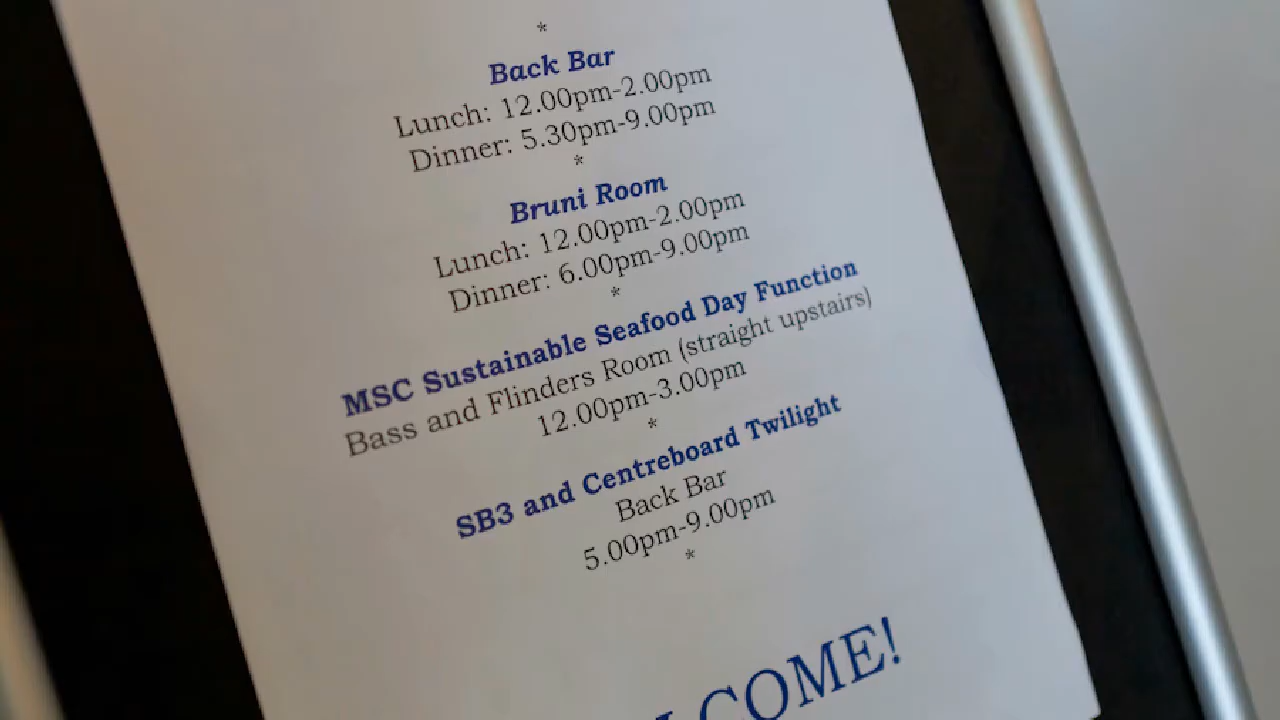 *
Back Bar
Lunch: 12.00pm-2.00pm
Dinner: 5.30pm-9.00pm
*
Bruni Room
Lunch: 12.00pm-2.00pm
Dinner: 6.00pm-9.00pm
*
MSC Sustainable Seafood Day Function
Bass and Flinders Room (straight upstairs)
12.00pm-3.00pm
*
SB3 and Centreboard Twilight
Back Bar
5.00pm-9.00pm
*
LCOME!